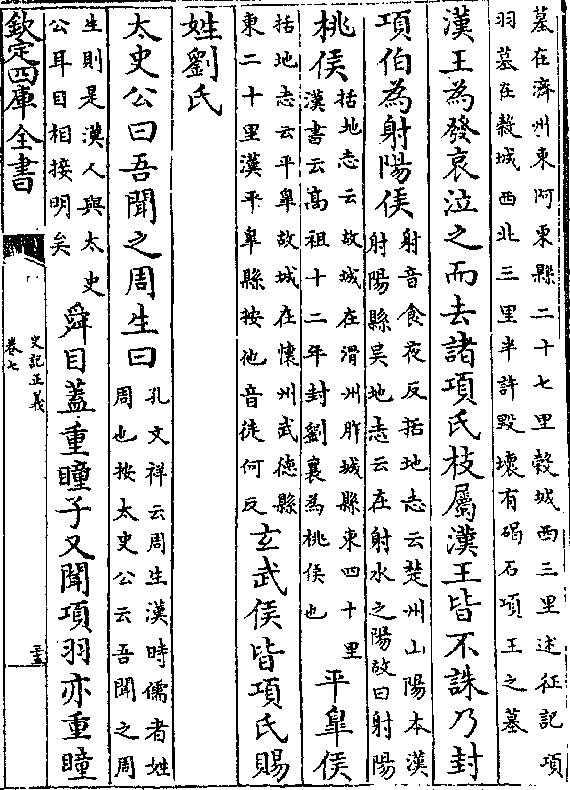 墓在濟州東阿東縣二十七里糓城西三里述征記項
羽墓在糓城西北三里半許毀壞有碣石項王之墓
漢王為發哀泣之而去諸項氏枝屬漢王皆不誅乃封
項伯為射陽侯
射音食夜反括地志云楚州山陽本漢
射陽縣吳地志云在射水之陽故曰射陽
桃侯
括地志云故城在滑州胙城縣東四十里
漢書云高祖十二年封劉襄為桃侯也
平臯侯
括地志云平臯故城在懷州武德縣
東二十里漢平臯縣按他音徒何反
玄武侯皆項氏賜
姓劉氏
太史公曰吾聞之周生曰
孔文祥云周生漢時儒者姓
周也按太史公云吾聞之周
生則是漢人與太史
公耳目相接明矣
舜目蓋重瞳子又聞項羽亦重瞳
欽定四庫全書
史記正義
卷七